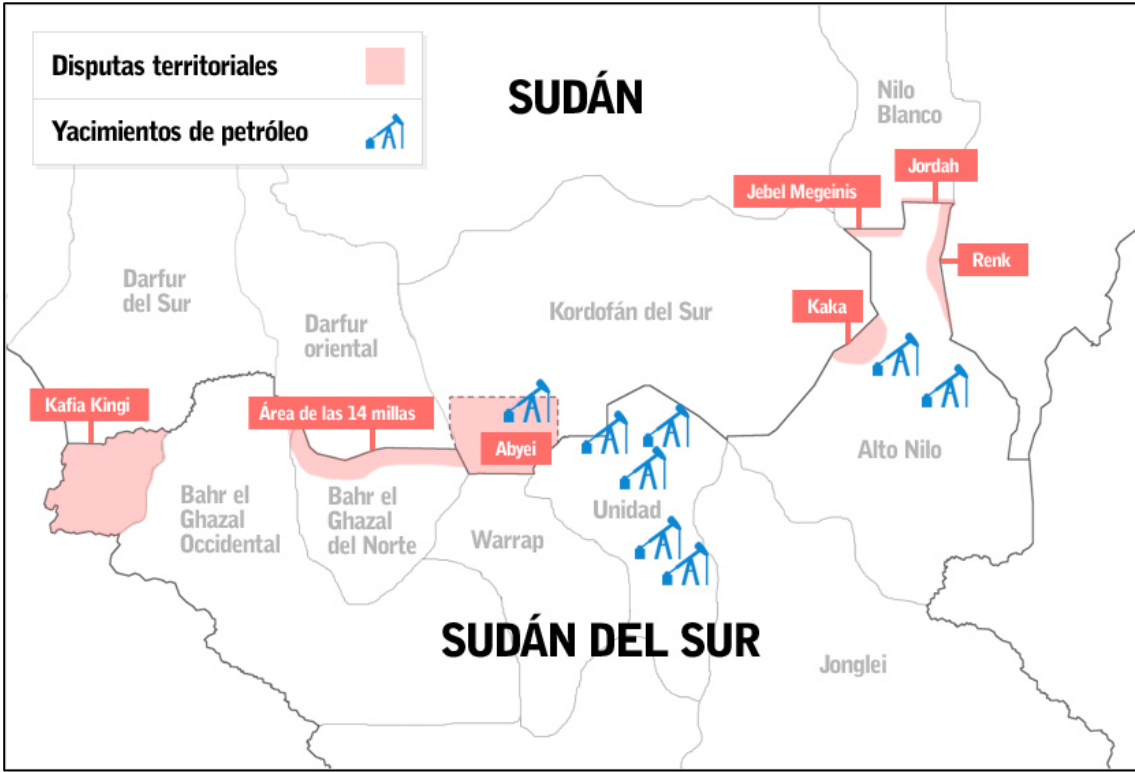 Disputas territoriales
Yacimientos de petróleo
SUDÁN
Nilo
Blanco
Jordah
Jebel Megeinis
Renk
Darfur
del Sur
Kordofán del Sur
Kaka
Darfur
oriental
Kafia Kingi
Área de las 14 millas
Abyei
Alto Nilo
Bahr el
Ghazal
Occidental
Bahr el
Ghazal
del Norte
Unidad
Warrap
SUDÁN DEL SUR
Jonglei